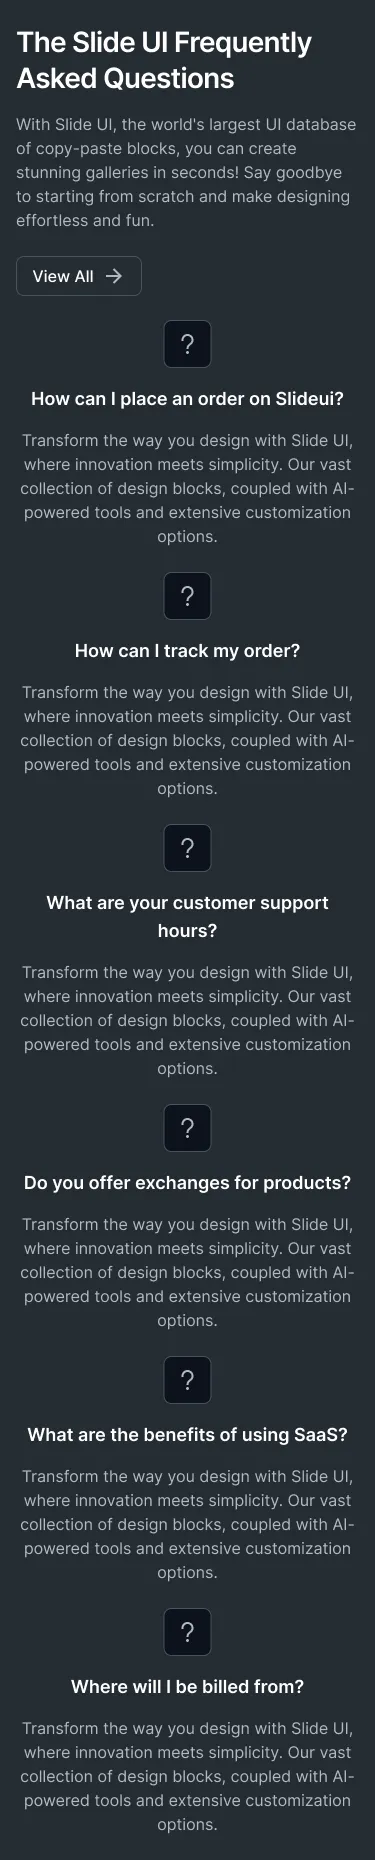 The Slide UI Frequently
Asked Questions
With Slide UI, the world's largest UI database
of copy-paste blocks, you can create
stunning galleries in seconds! Say goodbye
to starting from scratch and make designing
effortless and fun.
View All →
?
How can I place an order on Slideui?
Transform the way you design with Slide UI,
where innovation meets simplicity. Our vast
collection of design blocks, coupled with AI-
powered tools and extensive customization
options.
?
How can I track my order?
Transform the way you design with Slide UI,
where innovation meets simplicity. Our vast
collection of design blocks, coupled with AI-
powered tools and extensive customization
options.
?
What are your customer support
hours?
Transform the way you design with Slide UI,
where innovation meets simplicity. Our vast
collection of design blocks, coupled with AI-
powered tools and extensive customization
options.
?
Do you offer exchanges for products?
Transform the way you design with Slide UI,
where innovation meets simplicity. Our vast
collection of design blocks, coupled with AI-
powered tools and extensive customization
options.
?
What are the benefits of using SaaS?
Transform the way you design with Slide UI,
where innovation meets simplicity. Our vast
collection of design blocks, coupled with AI-
powered tools and extensive customization
options.
?
Where will I be billed from?
Transform the way you design with Slide UI,
where innovation meets simplicity. Our vast
collection of design blocks, coupled with AI-
powered tools and extensive customization
options.